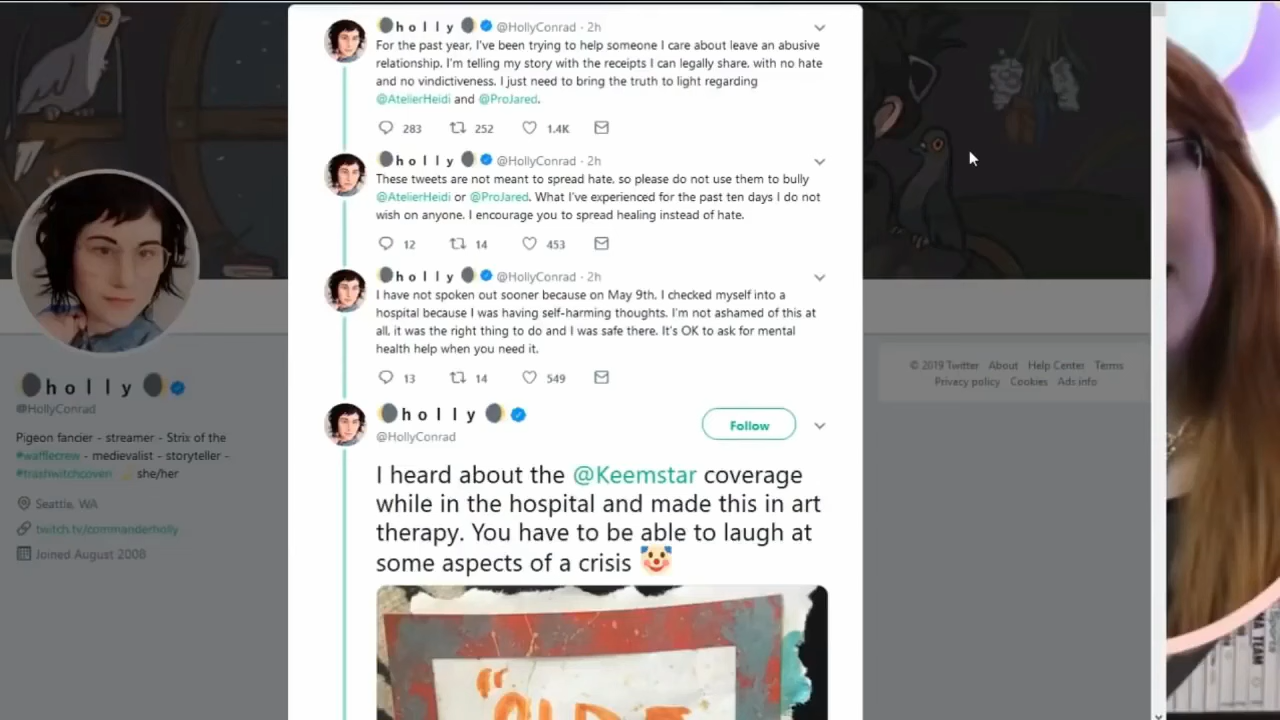 holly @HollyConrad · 2h
For the past year, I've been trying to help someone I care about leave an abusive
relationship. I'm telling my story with the receipts I can legally share, with no hate
and no vindictiveness. I just need to bring the truth to light regarding
@AtelierHeidi and @ProJared.
283 252 1.4K
holly @HollyConrad · 2h
These tweets are not meant to spread hate, so please do not use them to bully
@AtelierHeidi or @ProJared. What I've experienced for the past ten days I do not
wish on anyone. I encourage you to spread healing instead of hate.
12 14 453
holly @HollyConrad · 2h
I have not spoken out sooner because on May 9th, I checked myself into a
hospital because I was having self-harming thoughts. I'm not ashamed of this at
all, it was the right thing to do and I was safe there. It's OK to ask for mental
health help when you need it.
13 14 549
holly
@HollyConrad
Follow
I heard about the @Keemstar coverage
while in the hospital and made this in art
therapy. You have to be able to laugh at
some aspects of a crisis 🤡
holly
@HollyConrad
Pigeon fancier - streamer - Strix of the
#wafflecrew - medievalist - storyteller -
#trashwitchcoven 🌙 she/her
Seattle, WA
twitch.tv/commanderholly
Joined August 2008
© 2019 Twitter About Help Center Terms
Privacy policy Cookies Ads info
TEAM